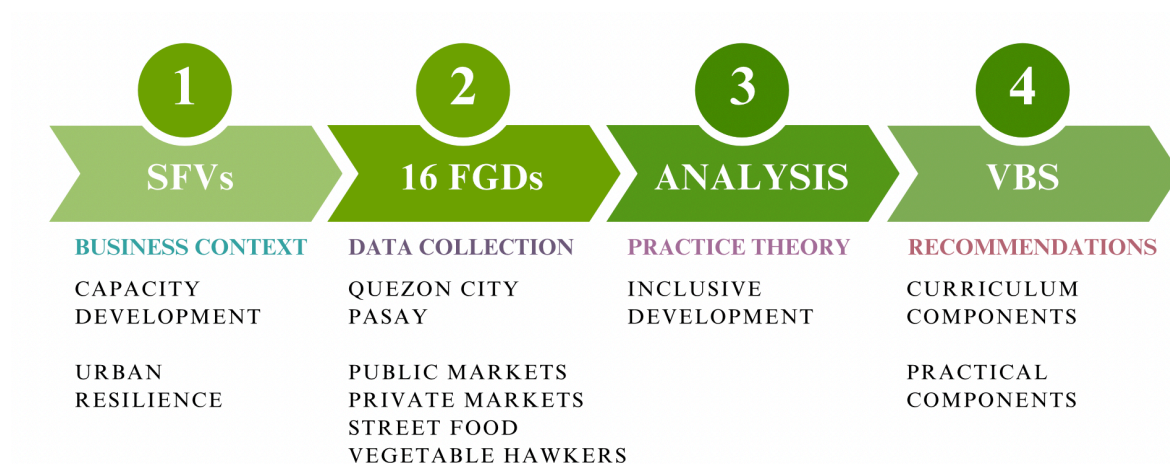 1
SFVs
BUSINESS CONTEXT
CAPACITY
DEVELOPMENT
URBAN
RESILIENCE
2
16 FGDs
DATA COLLECTION
QUEZON CITY
PASAY
PUBLIC MARKETS
PRIVATE MARKETS
STREET FOOD
VEGETABLE HAWKERS
3
ANALYSIS
PRACTICE THEORY
INCLUSIVE
DEVELOPMENT
4
VBS
RECOMMENDATIONS
CURRICULUM
COMPONENTS
PRACTICAL
COMPONENTS